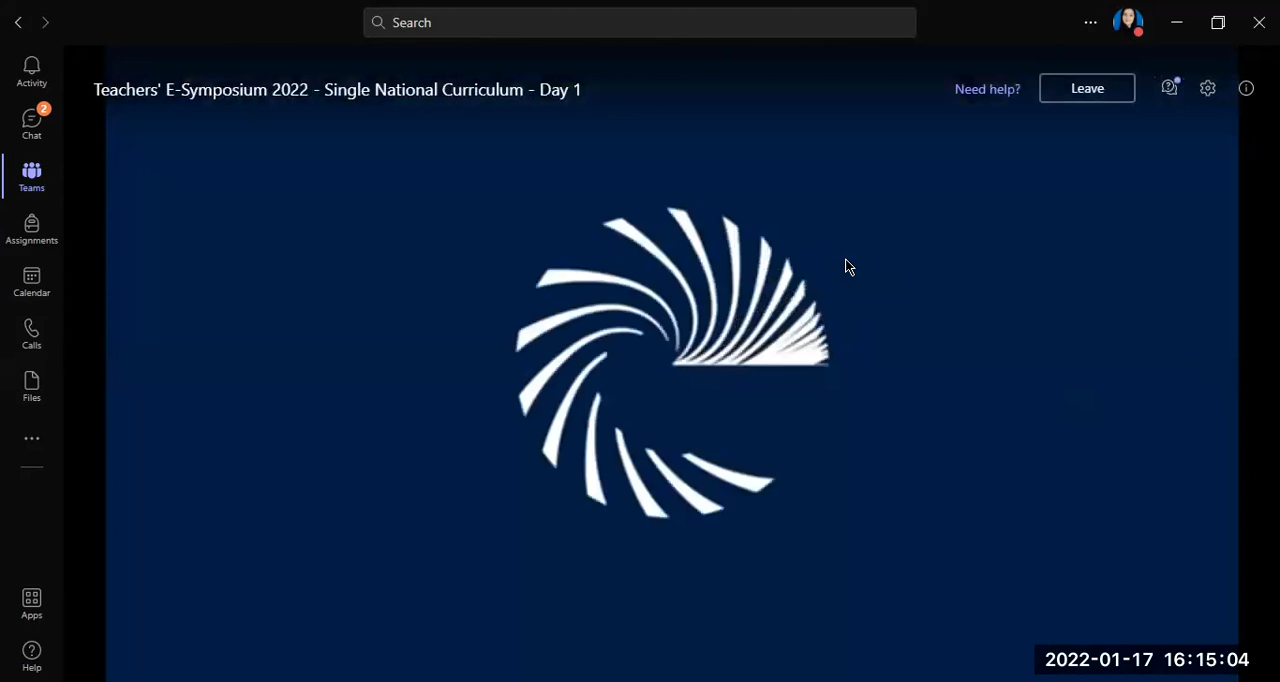 Search
Activity
Teachers' E-Symposium 2022 - Single National Curriculum - Day 1
Need help?
Leave
2
Chat
Teams
Assignments
Calendar
Calls
Files
Apps
Help
2022-01-17 16:15:04